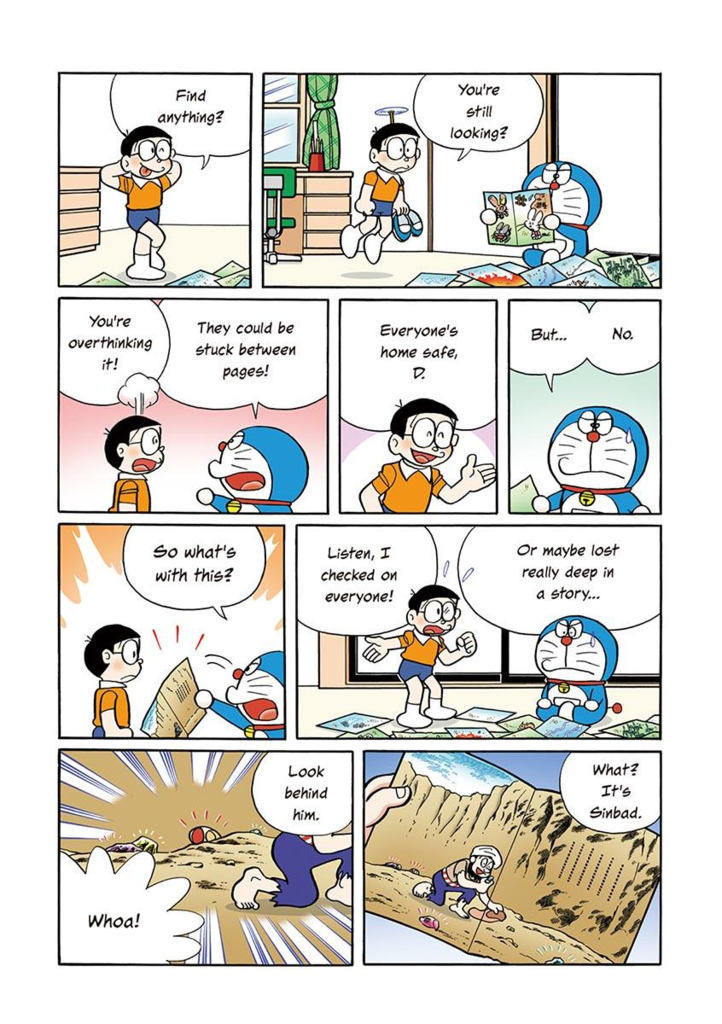 You're
still
looking?
Find
anything?
No.
But...
Everyone's
home safe,
D.
They could be
stuck between
pages!
You're
overthinking
it!
Or maybe lost
really deep in
a story...
Listen, I
checked on
everyone!
So what's
with this?
What?
It's
Sinbad.
Look
behind
him.
Whoa!